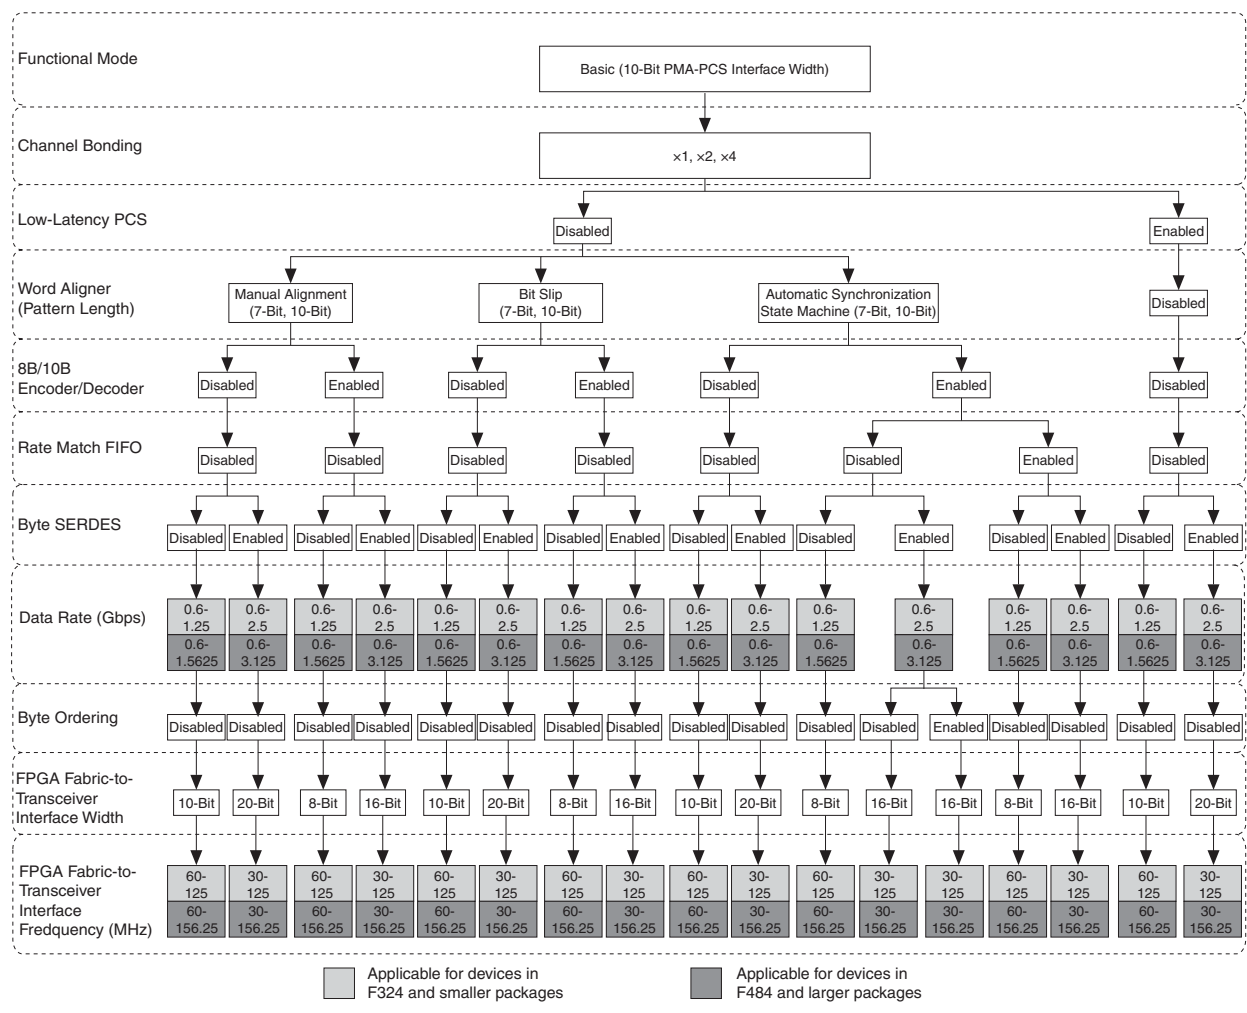 Functional Mode
Basic (10-Bit PMA-PCS Interface Width)
Channel Bonding
×1, ×2, ×4
Low-Latency PCS
Disabled
Enabled
Word Aligner
(Pattern Length)
Manual Alignment
(7-Bit, 10-Bit)
Bit Slip
(7-Bit, 10-Bit)
Automatic Synchronization
State Machine (7-Bit, 10-Bit)
Disabled
8B/10B
Encoder/Decoder
Disabled Enabled Disabled Enabled Disabled Enabled Disabled
Rate Match FIFO
Disabled Disabled Disabled Disabled Disabled Disabled Enabled Disabled
Byte SERDES
Disabled Enabled Disabled Enabled Disabled Enabled Disabled Enabled Disabled Enabled Disabled Enabled Disabled Enabled Disabled Enabled
Data Rate (Gbps)
0.6- 0.6- 0.6- 0.6- 0.6- 0.6- 0.6- 0.6- 0.6- 0.6- 0.6- 0.6- 0.6- 0.6- 0.6- 0.6-
1.25 2.5 1.25 2.5 1.25 2.5 1.25 2.5 1.25 2.5 1.25 2.5 1.25 2.5 1.25 2.5
0.6- 0.6- 0.6- 0.6- 0.6- 0.6- 0.6- 0.6- 0.6- 0.6- 0.6- 0.6- 0.6- 0.6- 0.6- 0.6-
1.5625 3.125 1.5625 3.125 1.5625 3.125 1.5625 3.125 1.5625 3.125 1.5625 3.125 1.5625 3.125 1.5625 3.125
Byte Ordering
Disabled Disabled Disabled Disabled Disabled Disabled Disabled Disabled Disabled Disabled Disabled Disabled Enabled Disabled Disabled Disabled Disabled
FPGA Fabric-to-
Transceiver
Interface Width
10-Bit 20-Bit 8-Bit 16-Bit 10-Bit 20-Bit 8-Bit 16-Bit 10-Bit 20-Bit 8-Bit 16-Bit 16-Bit 8-Bit 16-Bit 10-Bit 20-Bit
FPGA Fabric-to-
Transceiver
Interface
Fredquency (MHz)
60- 30- 60- 30- 60- 30- 60- 30- 60- 30- 60- 30- 30- 60- 30- 60- 30-
125 125 125 125 125 125 125 125 125 125 125 125 125 125 125 125 125
60- 30- 60- 30- 60- 30- 60- 30- 60- 30- 60- 30- 30- 60- 30- 60- 30-
156.25 156.25 156.25 156.25 156.25 156.25 156.25 156.25 156.25 156.25 156.25 156.25 156.25 156.25 156.25 156.25 156.25
Applicable for devices in
F324 and smaller packages
Applicable for devices in
F484 and larger packages